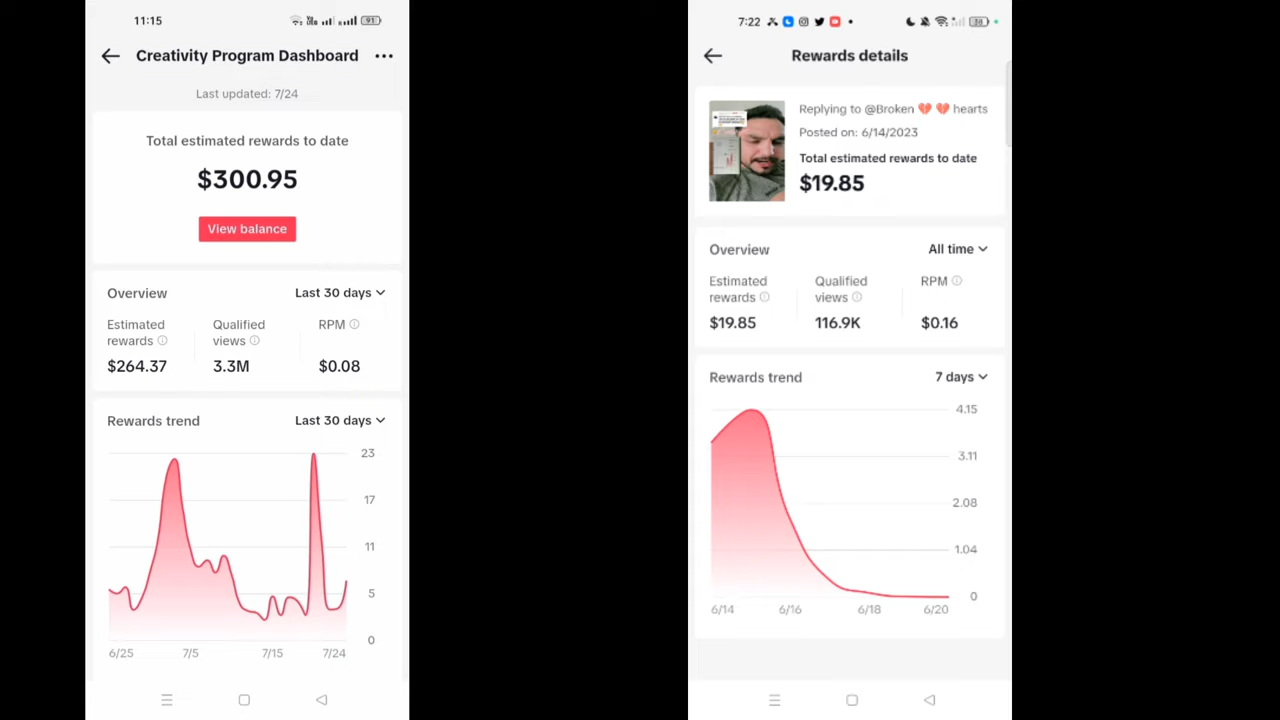 11:15
91
Creativity Program Dashboard
Last updated: 7/24
Total estimated rewards to date
$300.95
View balance
Overview
Last 30 days
Estimated rewards
Qualified views
RPM
$264.37
3.3M
$0.08
Rewards trend
Last 30 days
23
17
11
5
0
6/25
7/5
7/15
7/24
7:22
Rewards details
Replying to @Broken 💔 💔 hearts
Posted on: 6/14/2023
Total estimated rewards to date
$19.85
Overview
All time
Estimated rewards
Qualified views
RPM
$19.85
116.9K
$0.16
Rewards trend
7 days
4.15
3.11
2.08
1.04
0
6/14
6/16
6/18
6/20